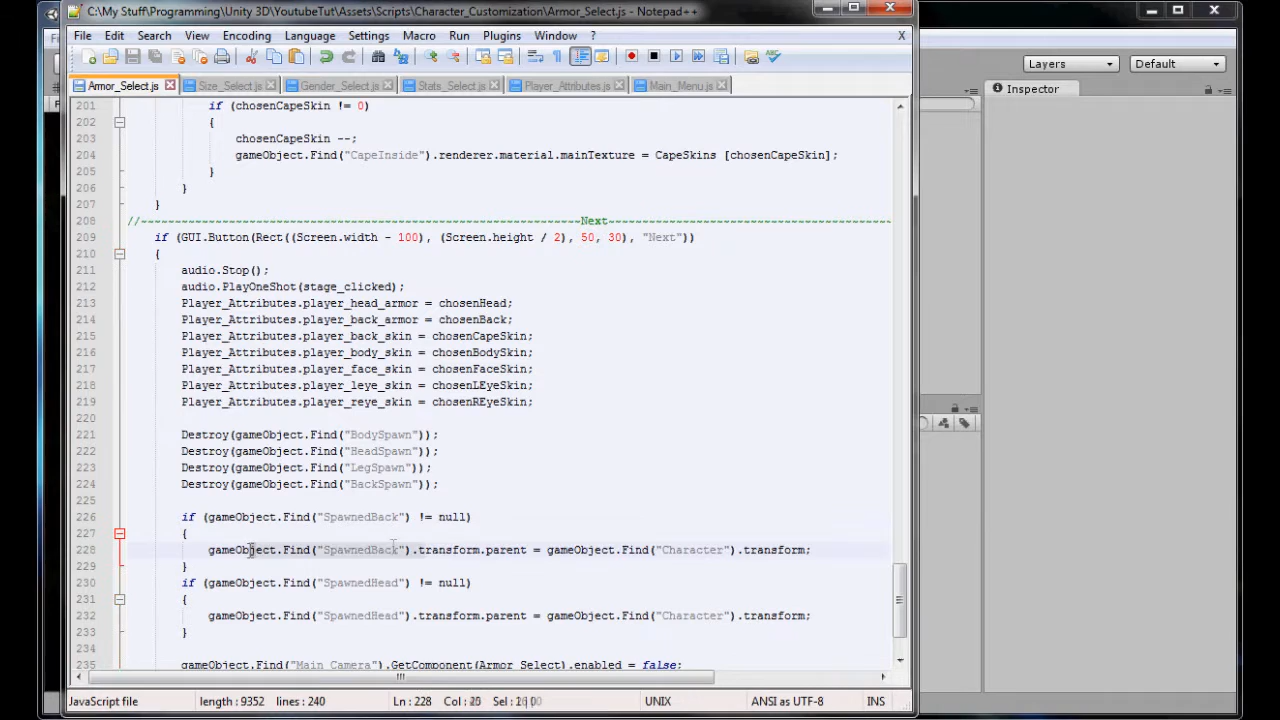 C:\My Stuff\Programming\Unity 3D\YoutubeTut\Assets\Scripts\Character_Customization\Armor_Select.js - Notepad++
File Edit Search View Encoding Language Settings Macro Run Plugins Window ? X
Layers Default
Armor_Select.js Size_Select.js Gender_Select.js Stats_Select.js Player_Attributes.js Main_Menu.js
Inspector
201 if (chosenCapeSkin != 0)
202 {
203 chosenCapeSkin --;
204 gameObject.Find("CapeInside").renderer.material.mainTexture = CapeSkins [chosenCapeSkin];
205 }
206 }
207 }
208 //~~~~~~~~~~~~~~~~~~~~~~~~~~~~~~~~~~~~~~~~~~~~~~~~~~~~~~~~~~~~~~~~~~~Next~~~~~~~~~~~~~~~~~~~~~~~~~~~~~~~~~~~~~~~~~~
209 if (GUI.Button(Rect((Screen.width - 100), (Screen.height / 2), 50, 30), "Next"))
210 {
211 audio.Stop();
212 audio.PlayOneShot(stage_clicked);
213 Player_Attributes.player_head_armor = chosenHead;
214 Player_Attributes.player_back_armor = chosenBack;
215 Player_Attributes.player_back_skin = chosenCapeSkin;
216 Player_Attributes.player_body_skin = chosenBodySkin;
217 Player_Attributes.player_face_skin = chosenFaceSkin;
218 Player_Attributes.player_leye_skin = chosenLEyeSkin;
219 Player_Attributes.player_reye_skin = chosenREyeSkin;
220
221 Destroy(gameObject.Find("BodySpawn"));
222 Destroy(gameObject.Find("HeadSpawn"));
223 Destroy(gameObject.Find("LegSpawn"));
224 Destroy(gameObject.Find("BackSpawn"));
225
226 if (gameObject.Find("SpawnedBack") != null)
227 {
228 gameObject.Find("SpawnedBack").transform.parent = gameObject.Find("Character").transform;
229 }
230 if (gameObject.Find("SpawnedHead") != null)
231 {
232 gameObject.Find("SpawnedHead").transform.parent = gameObject.Find("Character").transform;
233 }
234
235 gameObject.Find("Main Camera").GetComponent(Armor_Select).enabled = false;
JavaScript file length : 9352 lines : 240 Ln : 228 UNIX ANSI as UTF-8 INS